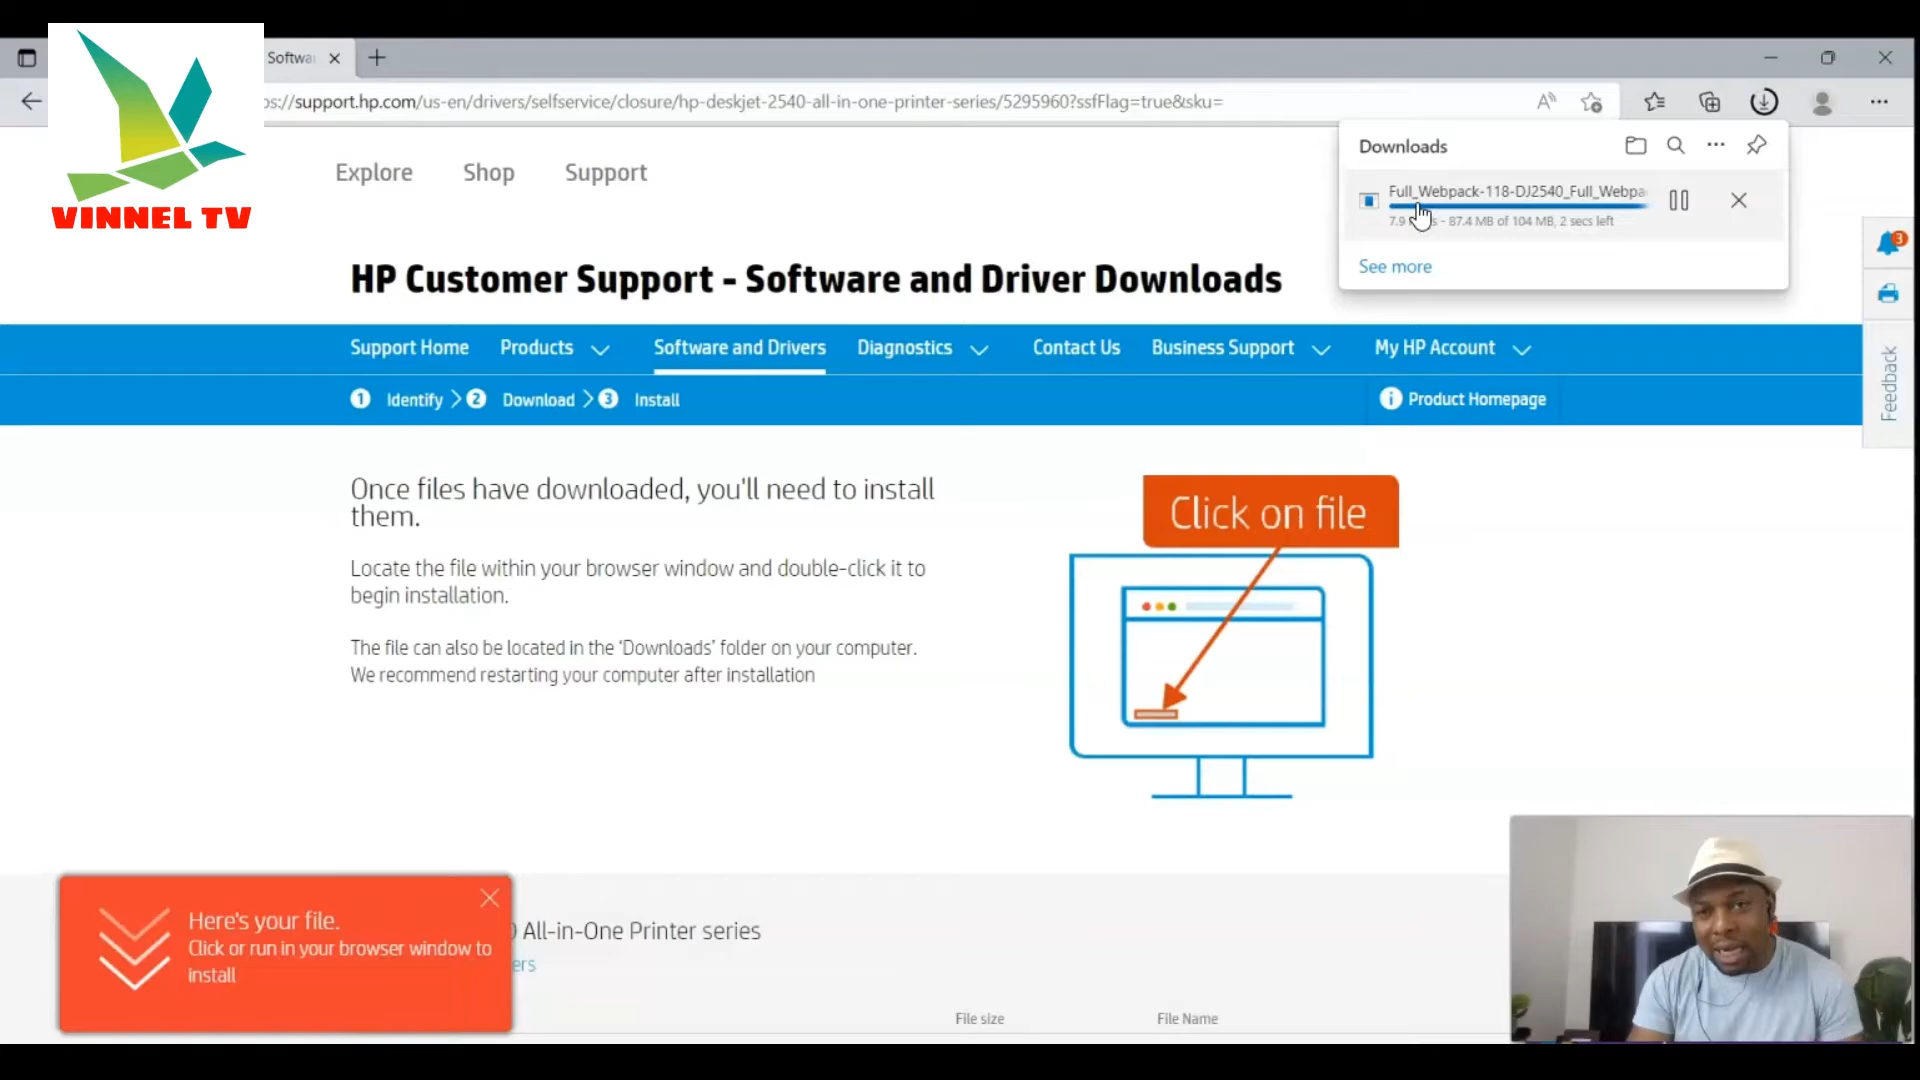 VINNEL TV
Softwa
support.hp.com/us-en/drivers/selfservice/closure/hp-deskjet-2540-all-in-one-printer-series/5295960?ssfFlag=true&sku=
Explore Shop Support
Downloads
Full_Webpack-118-DJ2540_Full_Webpa
87.4 MB of 104 MB, 2 secs left
See more
3
HP Customer Support - Software and Driver Downloads
Support Home Products Software and Drivers Diagnostics Contact Us Business Support My HP Account
1 Identify 2 Download 3 Install Product Homepage
Feedback
Once files have downloaded, you'll need to install
them.
Locate the file within your browser window and double-click it to
begin installation.
The file can also be located in the 'Downloads' folder on your computer.
We recommend restarting your computer after installation
Click on file
Here's your file.
Click or run in your browser window to
install
All-in-One Printer series
ers
File size File Name